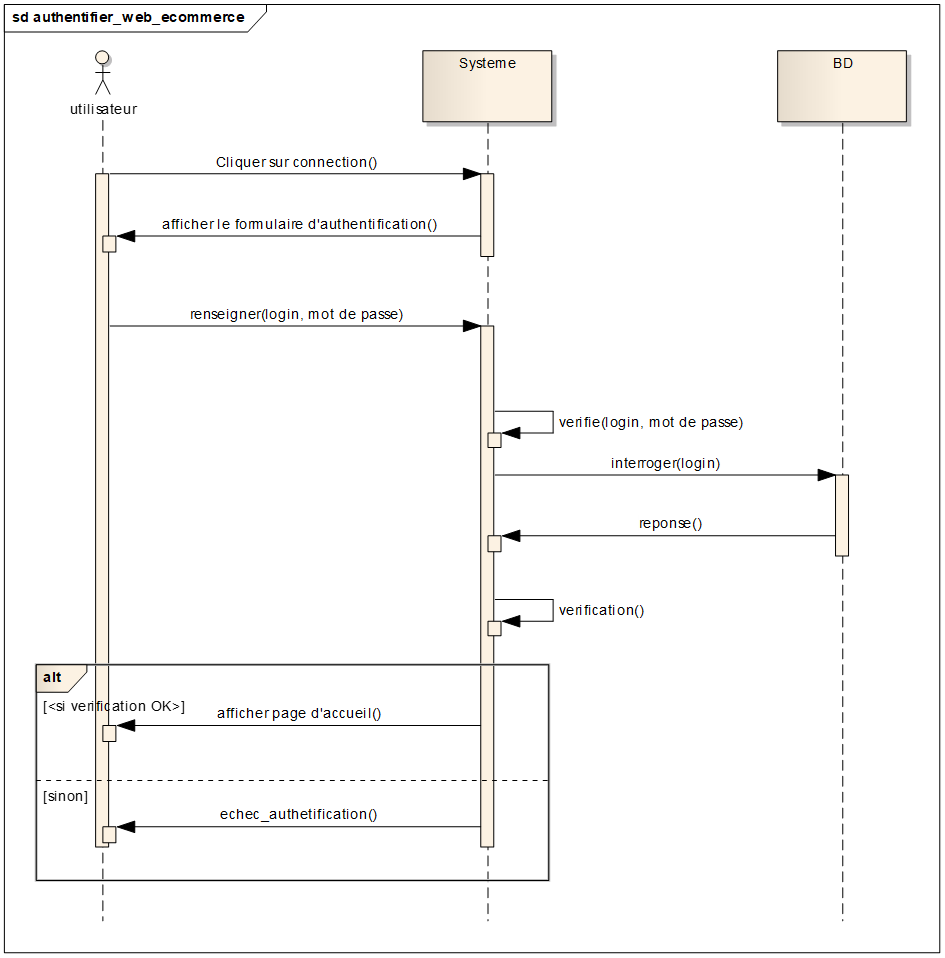 sd authentifier_web_ecommerce
utilisateur
Systeme
BD
Cliquer sur connection()
afficher le formulaire d'authentification()
renseigner(login, mot de passe)
verifie(login, mot de passe)
interroger(login)
reponse()
verification()
alt
[<si verification OK>]
afficher page d'accueil()
[sinon]
echec_authetification()